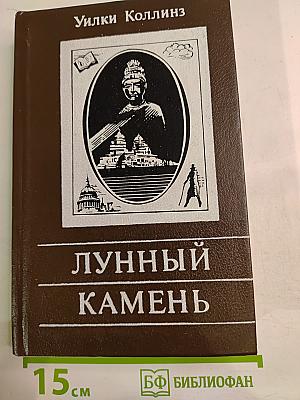 Уилки Коллинз
ЛУННЫЙ
КАМЕНЬ
15см
БФ БИБЛИОФАН